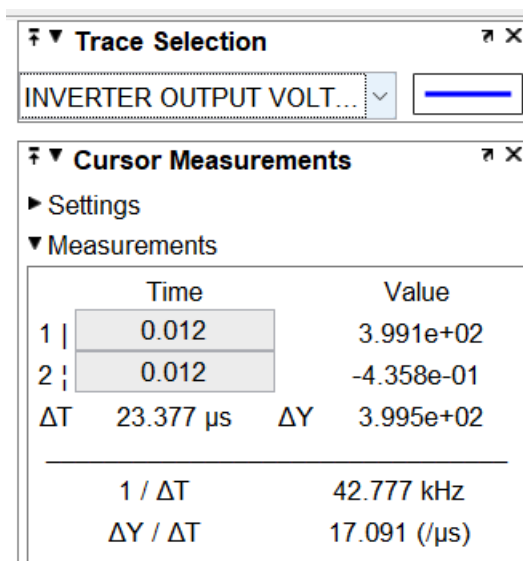 Trace Selection
INVERTER OUTPUT VOLT...
Cursor Measurements
Settings
Measurements
Time Value
1 | 0.012 3.991e+02
2 ¦ 0.012 -4.358e-01
ΔT 23.377 µs ΔY 3.995e+02
1 / ΔT 42.777 kHz
ΔY / ΔT 17.091 (/µs)